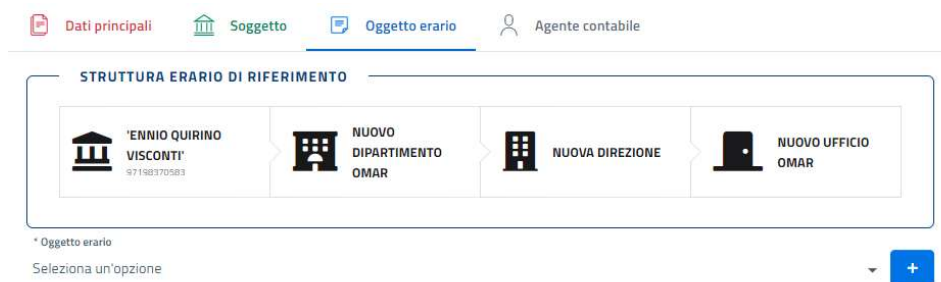 Dati principali Soggetto Oggetto erario Agente contabile
STRUTTURA ERARIO DI RIFERIMENTO
'ENNIO QUIRINO
VISCONTI'
97198370583
NUOVO
DIPARTIMENTO
OMAR
NUOVA DIREZIONE
NUOVO UFFICIO
OMAR
* Oggetto erario
Seleziona un'opzione
+